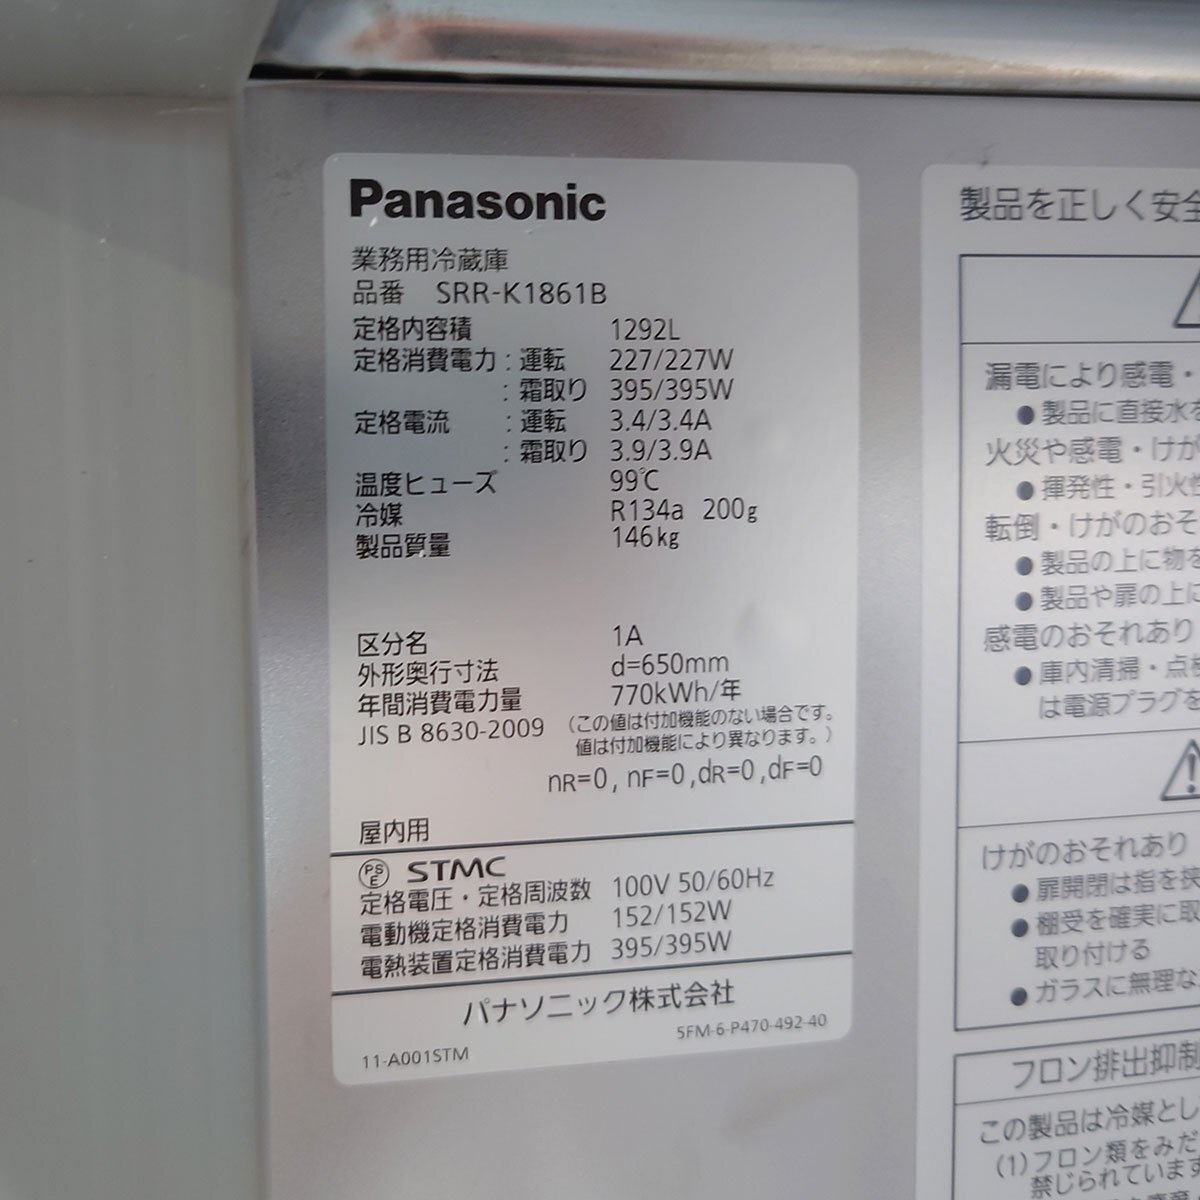 Panasonic
業務用冷蔵庫
品番 SRR-K1861B
定格内容積 1292L
定格消費電力:運転 227/227W
:霜取り 395/395W
定格電流 :運転 3.4/3.4A
:霜取り 3.9/3.9A
温度ヒューズ 99℃
冷媒 R134a 200g
製品質量 146kg
区分名 1A
外形奥行寸法 d=650mm
年間消費電力量 770kWh/年
JIS B 8630-2009 (この値は付加機能のない場合です。
値は付加機能により異なります。)
nR=0, nF=0,dR=0,dF=0
屋内用
PSE STMC
定格電圧・定格周波数 100V 50/60Hz
電動機定格消費電力 152/152W
電熱装置定格消費電力 395/395W
パナソニック株式会社
5FM-6-P470-492-40
11-A001STM
製品を正しく安全
漏電により感電・
●製品に直接水
火災や感電・けが
●揮発性・引火性
転倒・けがのおそ
●製品の上に物を
●製品や扉の上に
感電のおそれあり
●庫内清掃・点検
は電源プラグを
けがのおそれあり
●扉開閉は指を挟
●棚受を確実に取
取り付ける
●ガラスに無理な
フロン排出抑制
この製品は冷媒とし
(1)フロン類をみだ
禁じられています